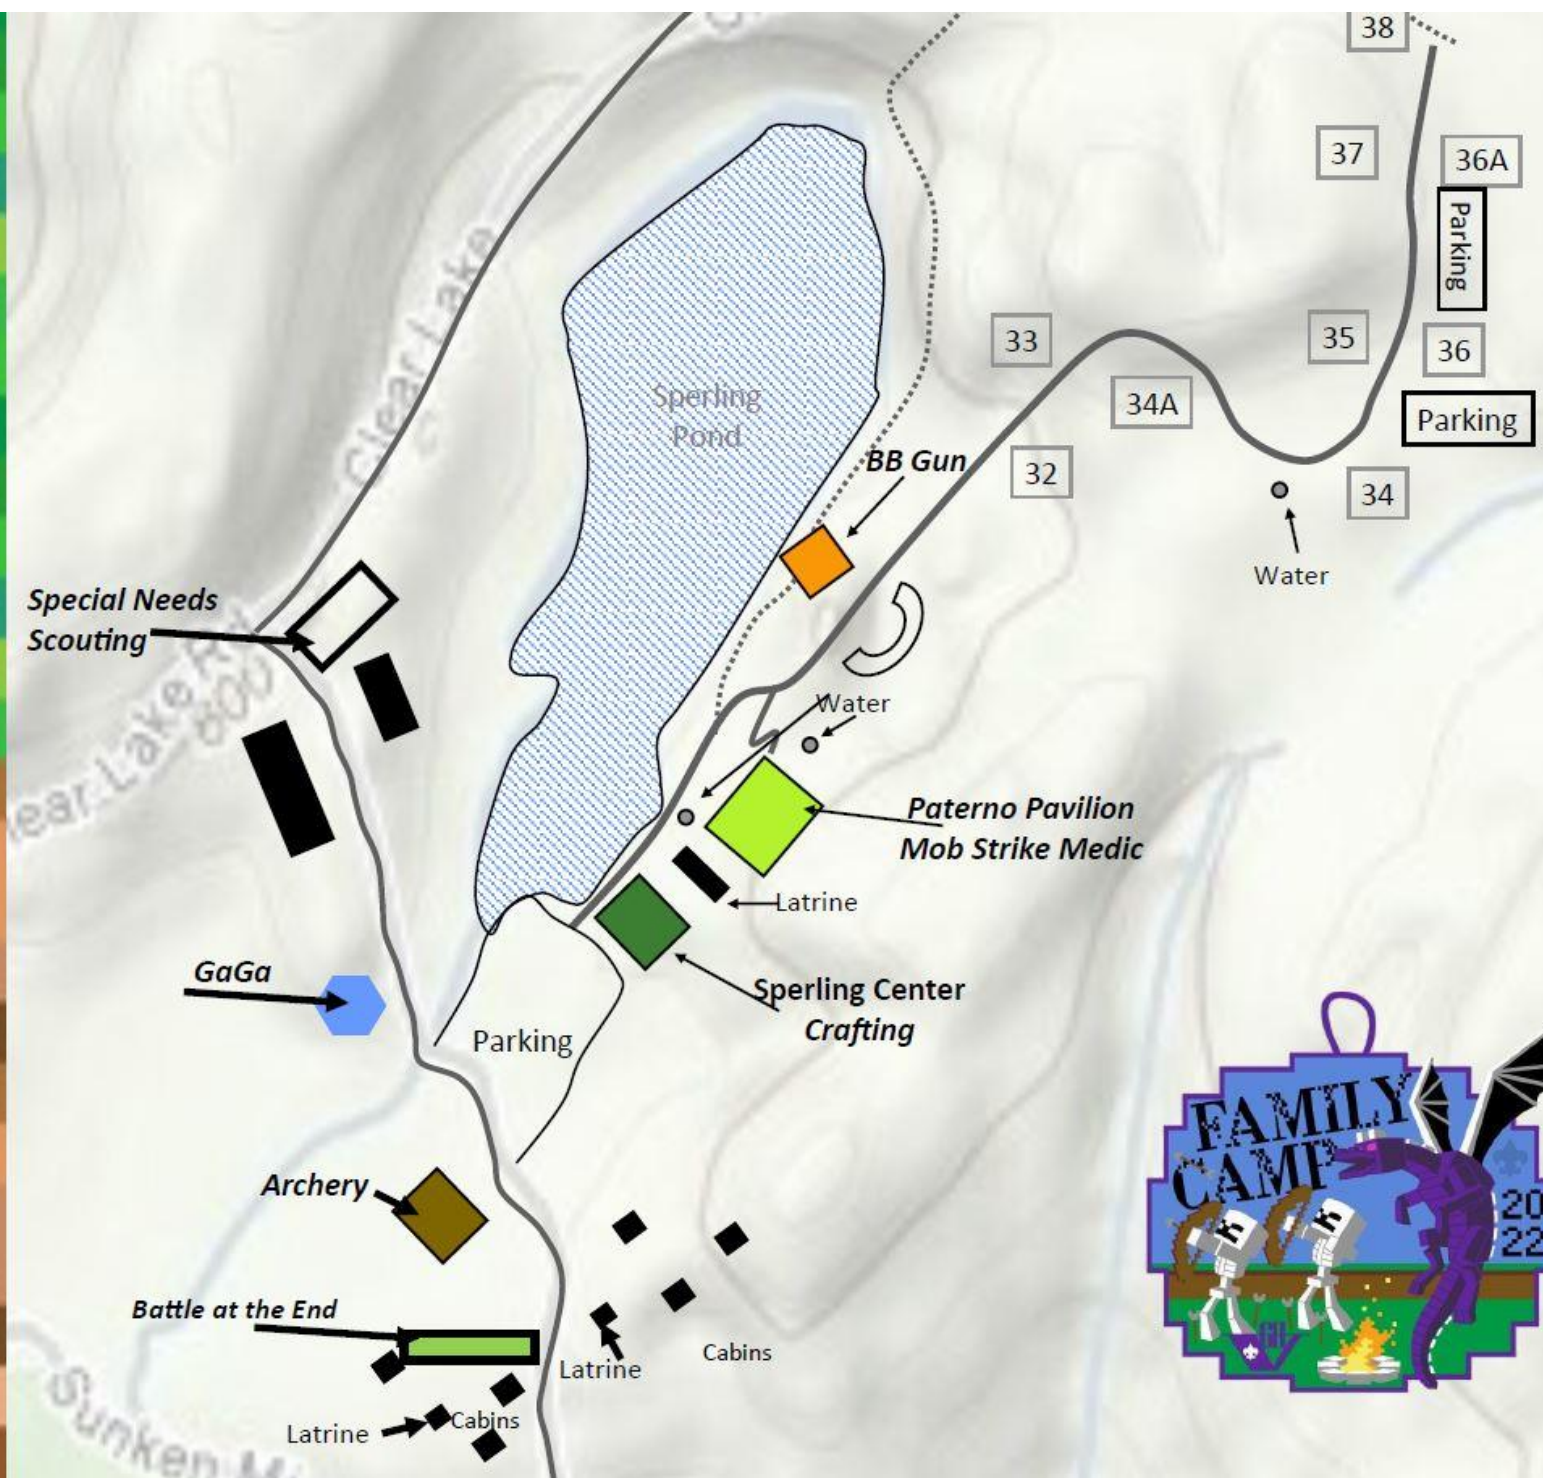 38
37
36A
Parking
Clear Lake
33
35
36
34A
Parking
Sperling
Pond
BB Gun
32
34
Water
Special Needs
Scouting
800
Clear Lake Rd
Water
Paterno Pavilion
Mob Strike Medic
Latrine
GaGa
Sperling Center
Crafting
Parking
FAMILY
CAMP
20
22
K
K
Archery
Battle at the End
Latrine
Cabins
Latrine
Cabins
Sunken